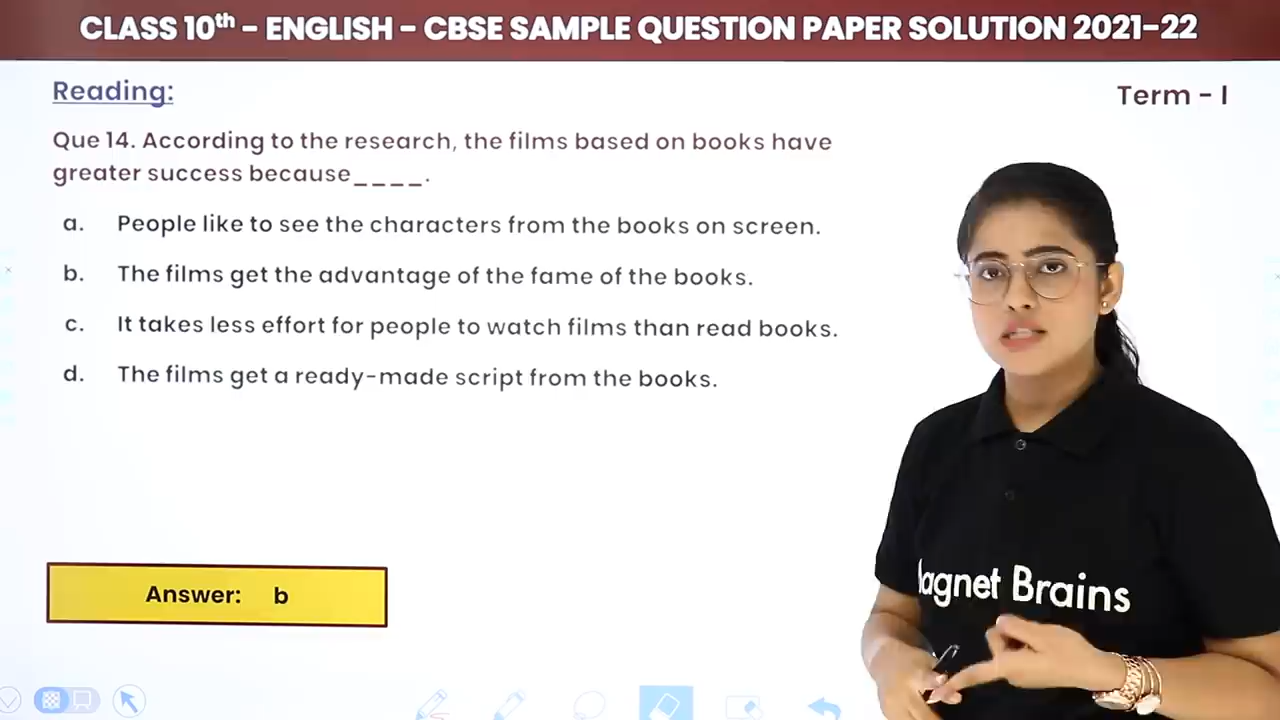 CLASS 10th - ENGLISH - CBSE SAMPLE QUESTION PAPER SOLUTION 2021-22
Reading:
Term - I
Que 14. According to the research, the films based on books have
greater success because____.
a. People like to see the characters from the books on screen.
b. The films get the advantage of the fame of the books.
c. It takes less effort for people to watch films than read books.
d. The films get a ready-made script from the books.
Answer: b
agnet Brains